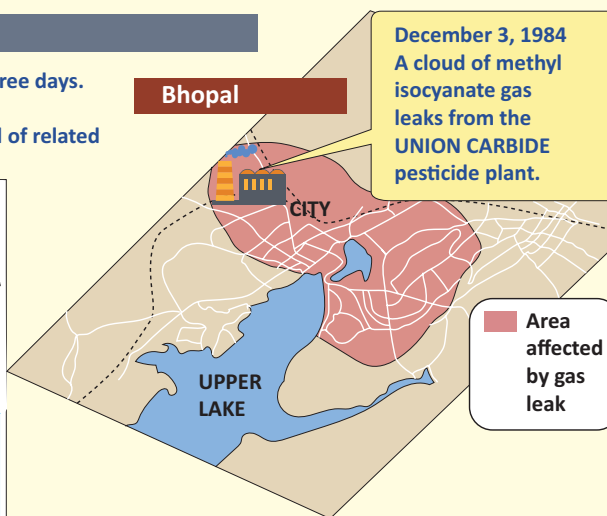 ree days.
of related
Bhopal
December 3, 1984
A cloud of methyl
isocyanate gas
leaks from the
UNION CARBIDE
pesticide plant.
CITY
UPPER
LAKE
Area
affected
by gas
leak